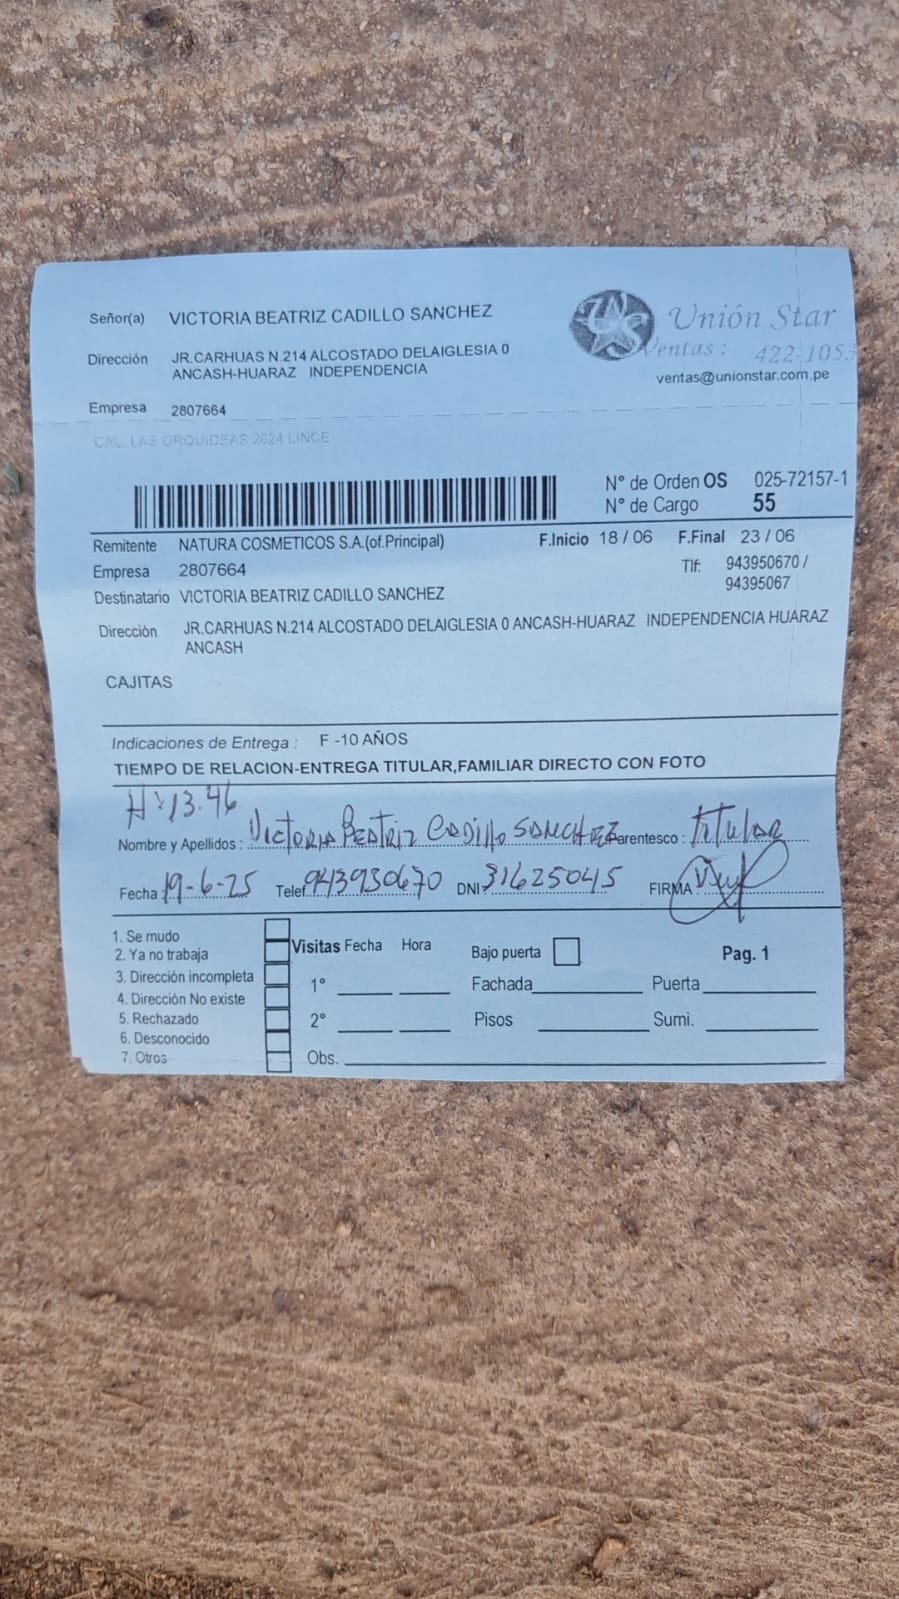 Señor(a) VICTORIA BEATRIZ CADILLO SANCHEZ
Unión Star
Ventas : 422-1053
ventas@unionstar.com.pe
Dirección JR.CARHUAS N.214 ALCOSTADO DELAIGLESIA 0
ANCASH-HUARAZ INDEPENDENCIA
Empresa 2807664
CAL LAS ORQUIDEAS 2624 LINCE
N° de Orden OS 025-72157-1
N° de Cargo 55
Remitente NATURA COSMETICOS S.A.(of.Principal) F.Inicio 18 / 06 F.Final 23 / 06
Empresa 2807664 Tlf: 943950670 /
94395067
Destinatario VICTORIA BEATRIZ CADILLO SANCHEZ
Dirección JR.CARHUAS N.214 ALCOSTADO DELAIGLESIA 0 ANCASH-HUARAZ INDEPENDENCIA HUARAZ
ANCASH
CAJITAS
Indicaciones de Entrega : F -10 AÑOS
TIEMPO DE RELACION-ENTREGA TITULAR,FAMILIAR DIRECTO CON FOTO
H: 13.46
Nombre y Apellidos : Victoria Beatriz Cadillo Sanchez Parentesco : Titular
Fecha 19-6-25 Telef. 943930670 DNI 31625045 FIRMA
1. Se mudo
2. Ya no trabaja
3. Dirección incompleta
4. Dirección No existe
5. Rechazado
6. Desconocido
7. Otros
Visitas Fecha Hora Bajo puerta Pag. 1
1° Fachada Puerta
2° Pisos Sumi.
Obs.